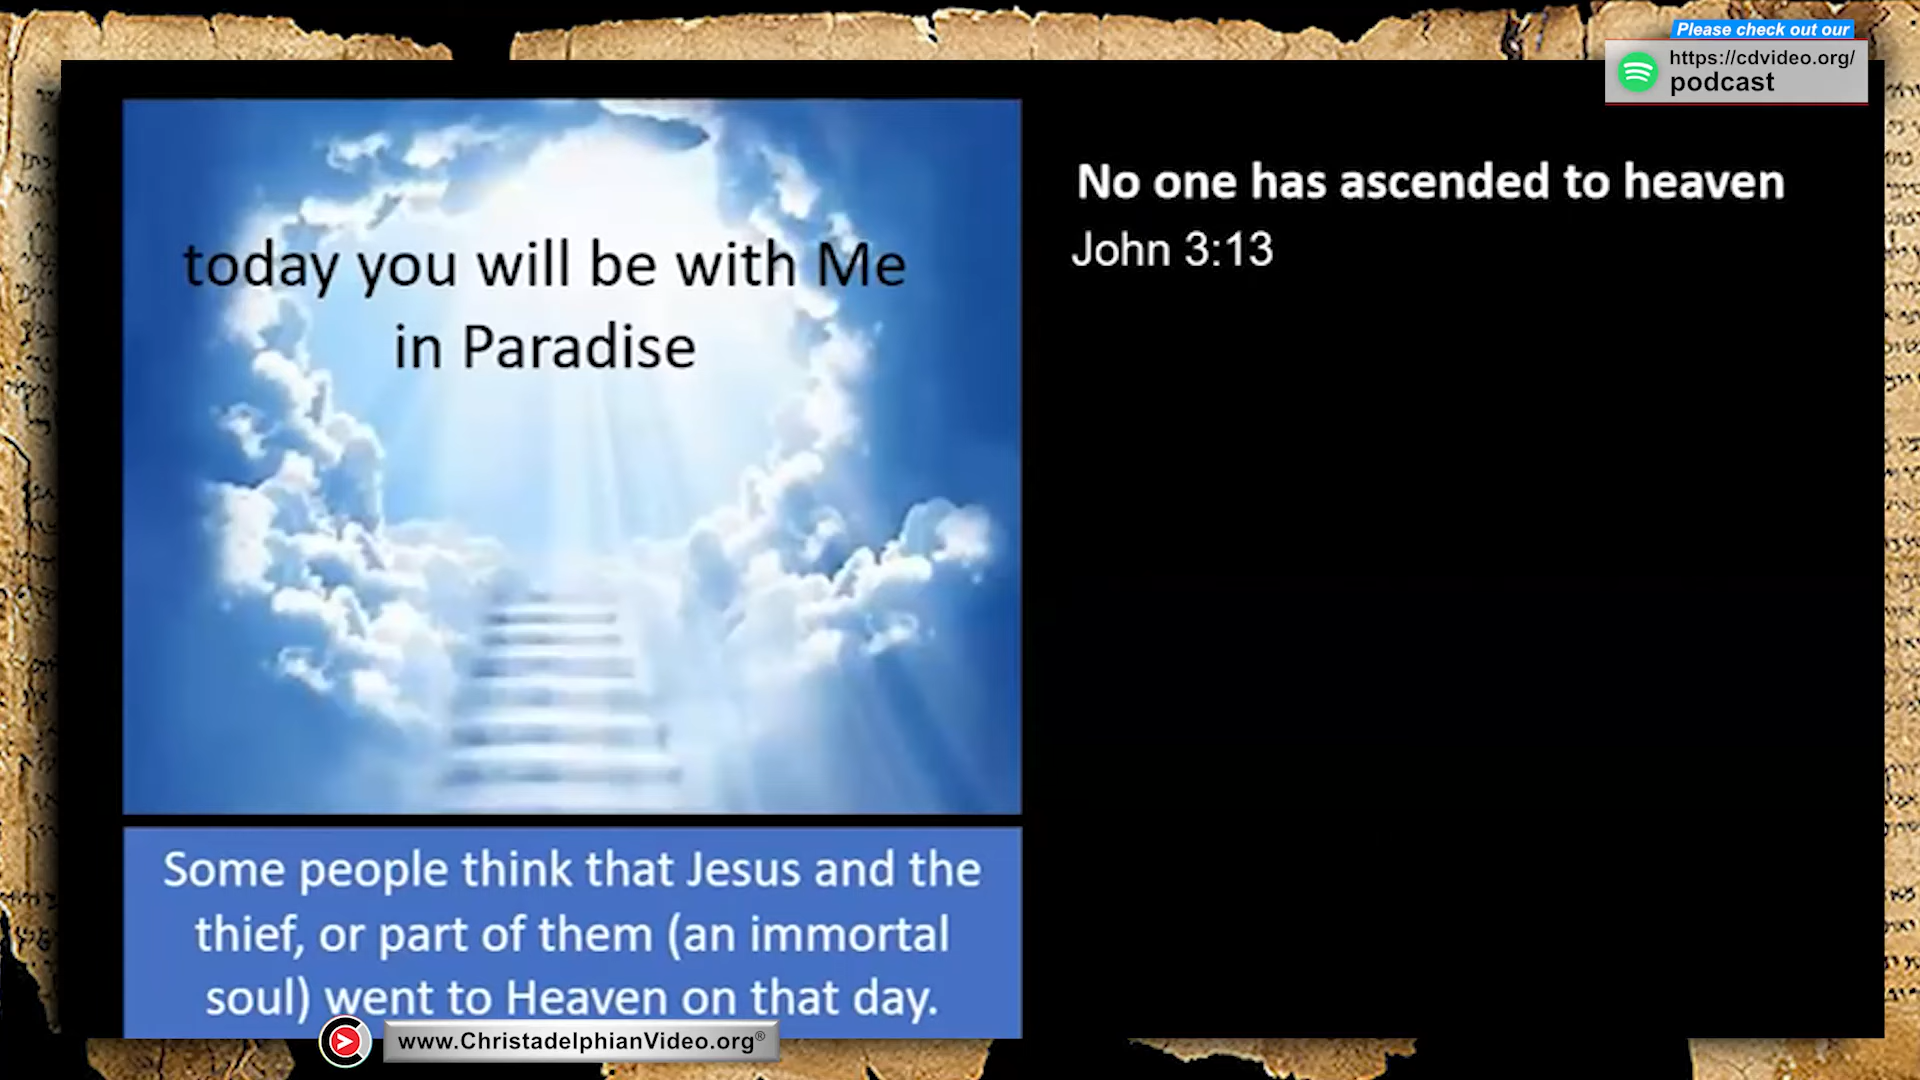 Please check out our
https://cdvideo.org/
podcast
today you will be with Me
in Paradise
No one has ascended to heaven
John 3:13
Some people think that Jesus and the
thief, or part of them (an immortal
soul) went to Heaven on that day.
www.ChristadelphianVideo.org®